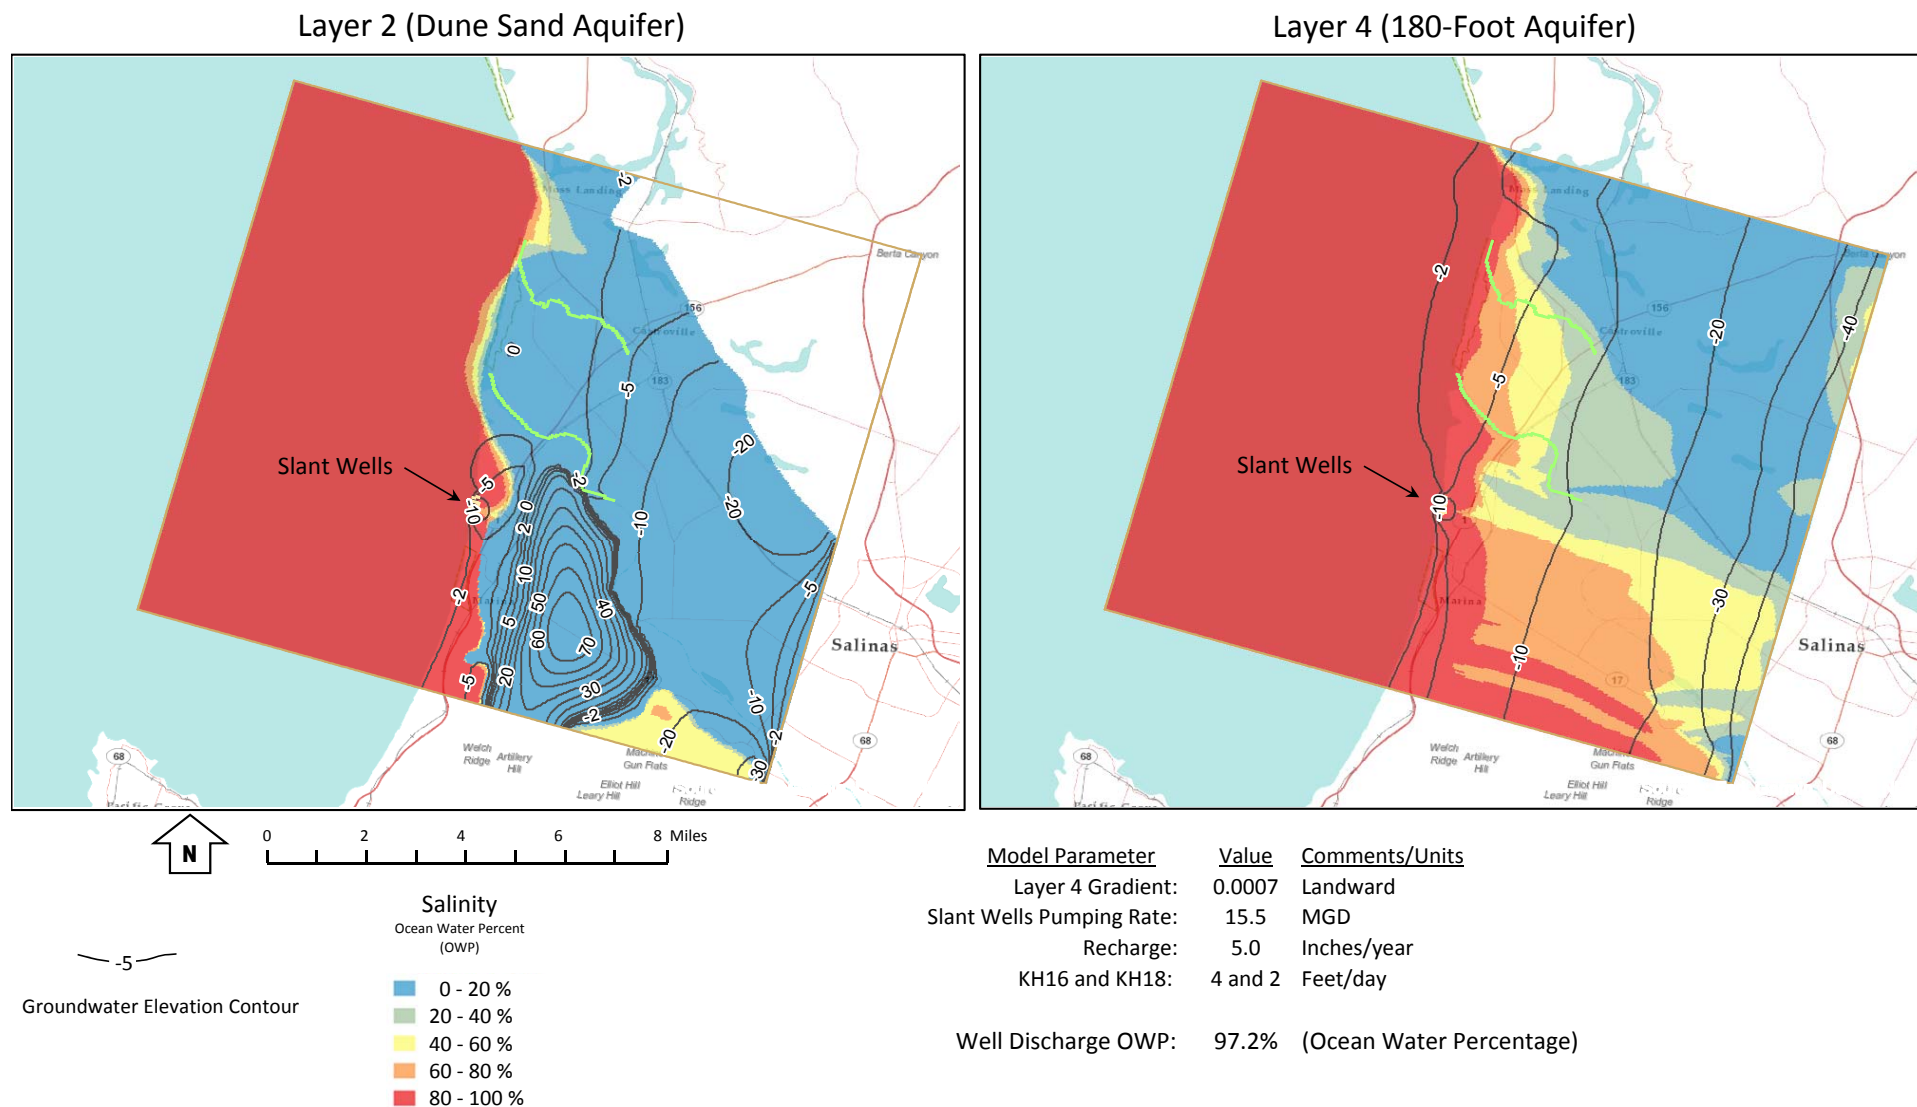 Layer 2 (Dune Sand Aquifer)
Layer 4 (180-Foot Aquifer)
-2
Moss Landing
Berta Canyon
156
Castroville
0
-5
183
-20
Slant Wells
-5
-10
-2
0
2
-20
-10
10
50
40
-5
-2
Marina
5
60
70
Salinas
-5
20
30
-10
-2
-20
-2
68
68
Welch
Ridge
Artillery
Hill
Gun Flats
-30
Elliot Hill
Leary Hill
Ridge
Moss Landing
-2
-40
156
Castroville
-20
-5
183
Slant Wells
-10
1
Marina
-30
Salinas
-10
17
68
68
Welch
Ridge
Artillery
Hill
Gun Flats
Elliot Hill
Leary Hill
Ridge
N
0 2 4 6 8 Miles
-5
Groundwater Elevation Contour
Salinity
Ocean Water Percent
(OWP)
0 - 20 %
20 - 40 %
40 - 60 %
60 - 80 %
80 - 100 %
Model Parameter Value Comments/Units
Layer 4 Gradient: 0.0007 Landward
Slant Wells Pumping Rate: 15.5 MGD
Recharge: 5.0 Inches/year
KH16 and KH18: 4 and 2 Feet/day
Well Discharge OWP: 97.2% (Ocean Water Percentage)